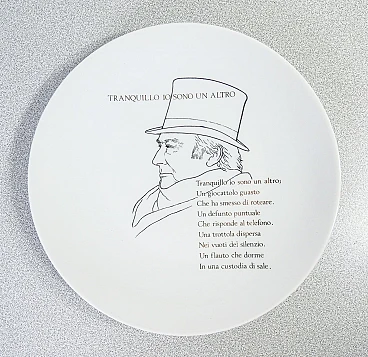 TRANQUILLO IO SONO UN ALTRO
Tranquillo io sono un altro;
Un giocattolo guasto
Che ha smesso di roteare.
Un defunto puntuale
Che risponde al telefono.
Una trottola dispersa
Nei vuoti del silenzio.
Un flauto che dorme
In una custodia di sale.